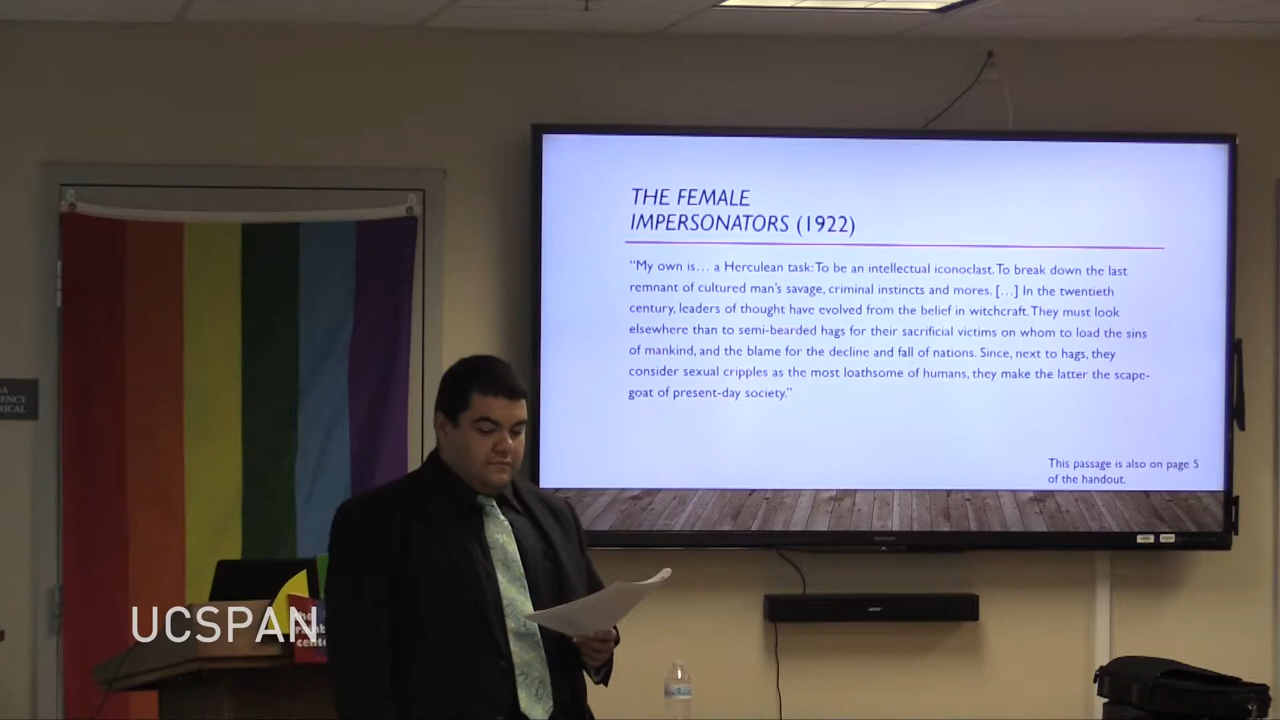 THE FEMALE
IMPERSONATORS (1922)
"My own is... a Herculean task: To be an intellectual iconoclast. To break down the last
remnant of cultured man's savage, criminal instincts and mores. [...] In the twentieth
century, leaders of thought have evolved from the belief in witchcraft. They must look
elsewhere than to semi-bearded hags for their sacrificial victims on whom to load the sins
of mankind, and the blame for the decline and fall of nations. Since, next to hags, they
consider sexual cripples as the most loathsome of humans, they make the latter the scape-
goat of present-day society."
This passage is also on page 5
of the handout.
UCSPAN